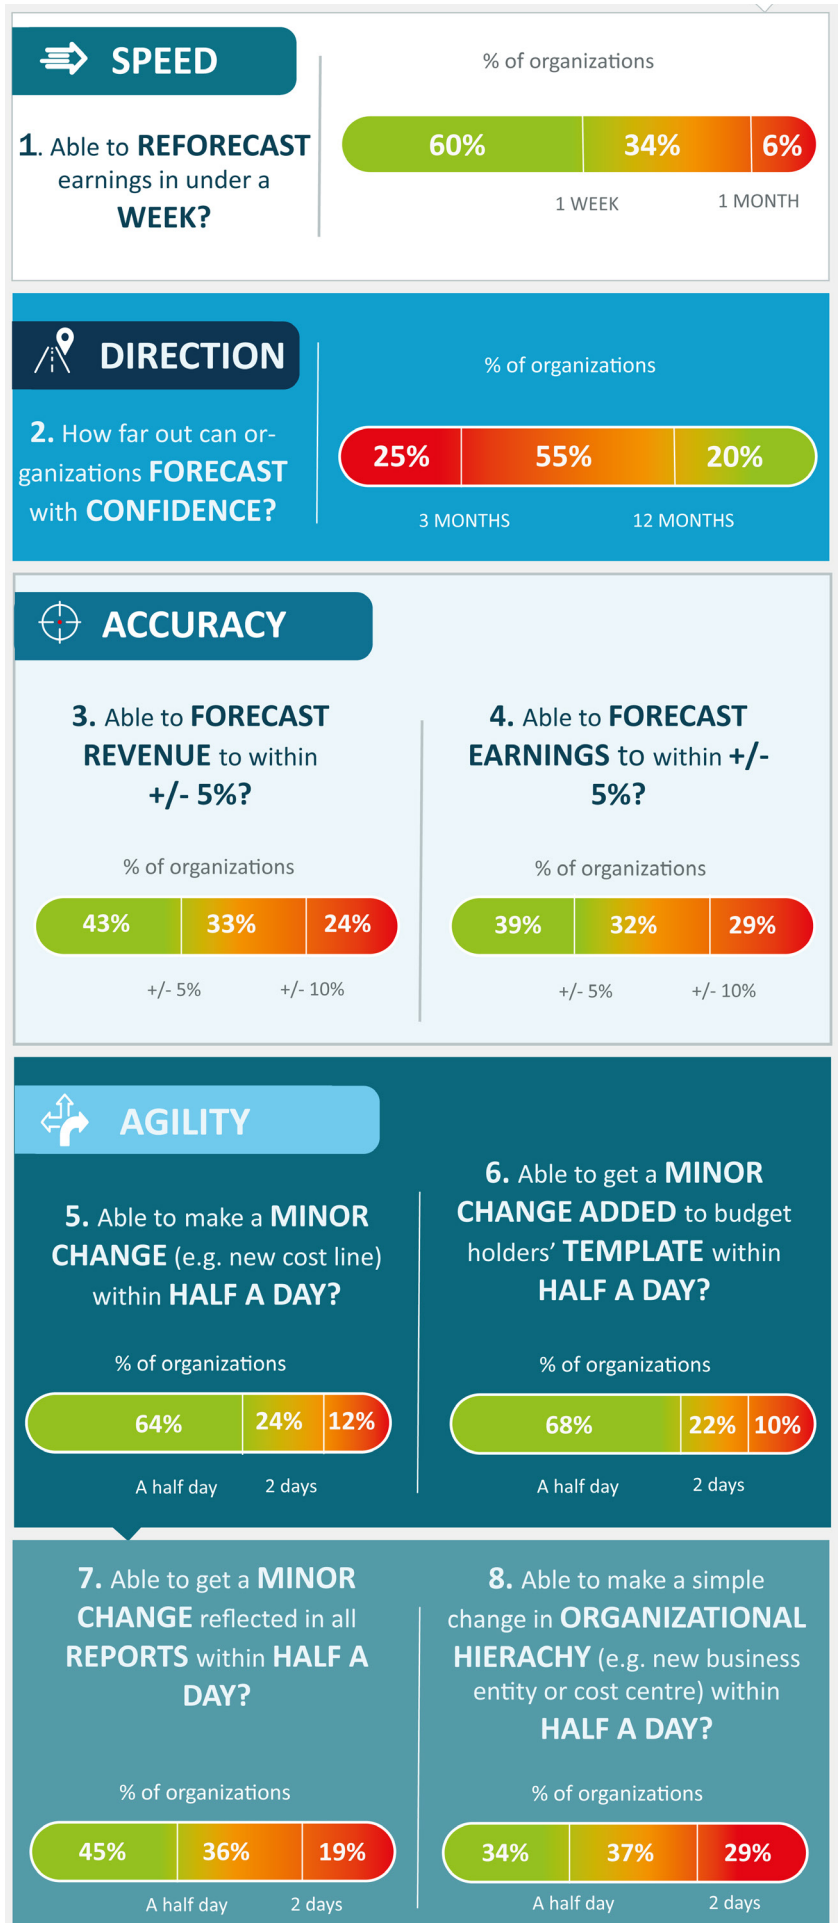 SPEED
1. Able to REFORECAST
earnings in under a
WEEK?
% of organizations
60% 34% 6%
1 WEEK 1 MONTH
DIRECTION
2. How far out can or-
ganizations FORECAST
with CONFIDENCE?
% of organizations
25% 55% 20%
3 MONTHS 12 MONTHS
ACCURACY
3. Able to FORECAST
REVENUE to within
+/- 5%?
% of organizations
43% 33% 24%
+/- 5% +/- 10%
4. Able to FORECAST
EARNINGS to within +/-
5%?
% of organizations
39% 32% 29%
+/- 5% +/- 10%
AGILITY
5. Able to make a MINOR
CHANGE (e.g. new cost line)
within HALF A DAY?
% of organizations
64% 24% 12%
A half day 2 days
6. Able to get a MINOR
CHANGE ADDED to budget
holders’ TEMPLATE within
HALF A DAY?
% of organizations
68% 22% 10%
A half day 2 days
7. Able to get a MINOR
CHANGE reflected in all
REPORTS within HALF A
DAY?
% of organizations
45% 36% 19%
A half day 2 days
8. Able to make a simple
change in ORGANIZATIONAL
HIERACHY (e.g. new business
entity or cost centre) within
HALF A DAY?
% of organizations
34% 37% 29%
A half day 2 days